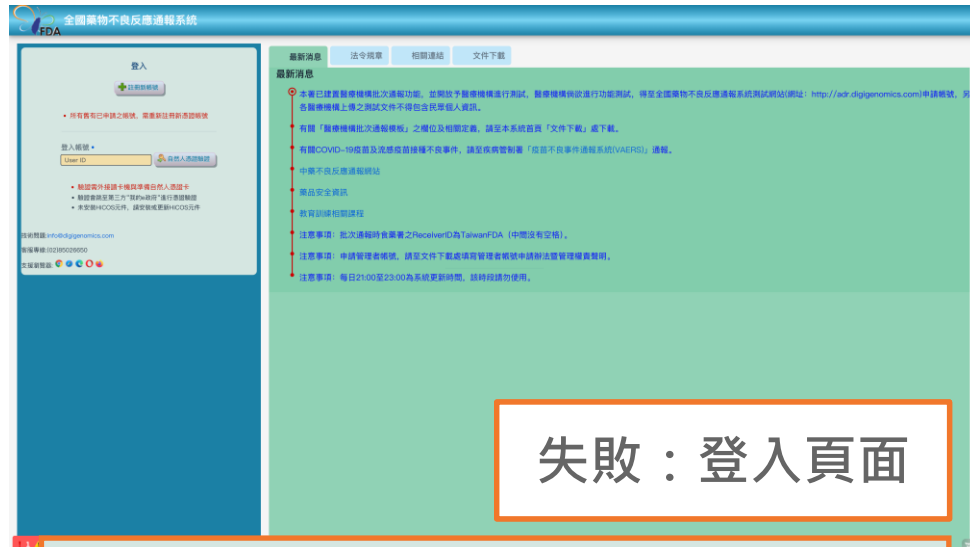 FDA 全國藥物不良反應通報系統
登入
註冊新帳號
所有舊有已申請之帳號，需重新註冊新憑證帳號
登入帳號
User ID
自然人憑證驗證
驗證需外接讀卡機與準備自然人憑證卡
驗證會跳至第三方"我的e政府"進行憑證驗證
未安裝HiCOS元件，請安裝或更新HiCOS元件
技術問題:info@digigenomics.com
客服專線:(02)85026050
支援瀏覽器:
最新消息 法令規章 相關連結 文件下載
最新消息
本署已建置醫療機構批次通報功能，並開放予醫療機構進行測試，醫療機構倘欲進行功能測試，得至全國藥物不良反應通報系統測試網站(網址：http://adr.digigenomics.com)申請帳號，另
各醫療機構上傳之測試文件不得包含民眾個人資訊。
有關「醫療機構批次通報模板」之欄位及相關定義，請至本系統首頁「文件下載」處下載。
有關COVID-19疫苗及流感疫苗接種不良事件，請至疾病管制署「疫苗不良事件通報系統(VAERS)」通報。
中藥不良反應通報網站
藥品安全資訊
教育訓練相關課程
注意事項：批次通報時食藥署之ReceiverID為TaiwanFDA（中間沒有空格）。
注意事項：申請管理者帳號，請至文件下載處填寫管理者帳號申請辦法暨管理權責聲明。
注意事項：每日21:00至23:00為系統更新時間，該時段請勿使用。
失敗：登入頁面